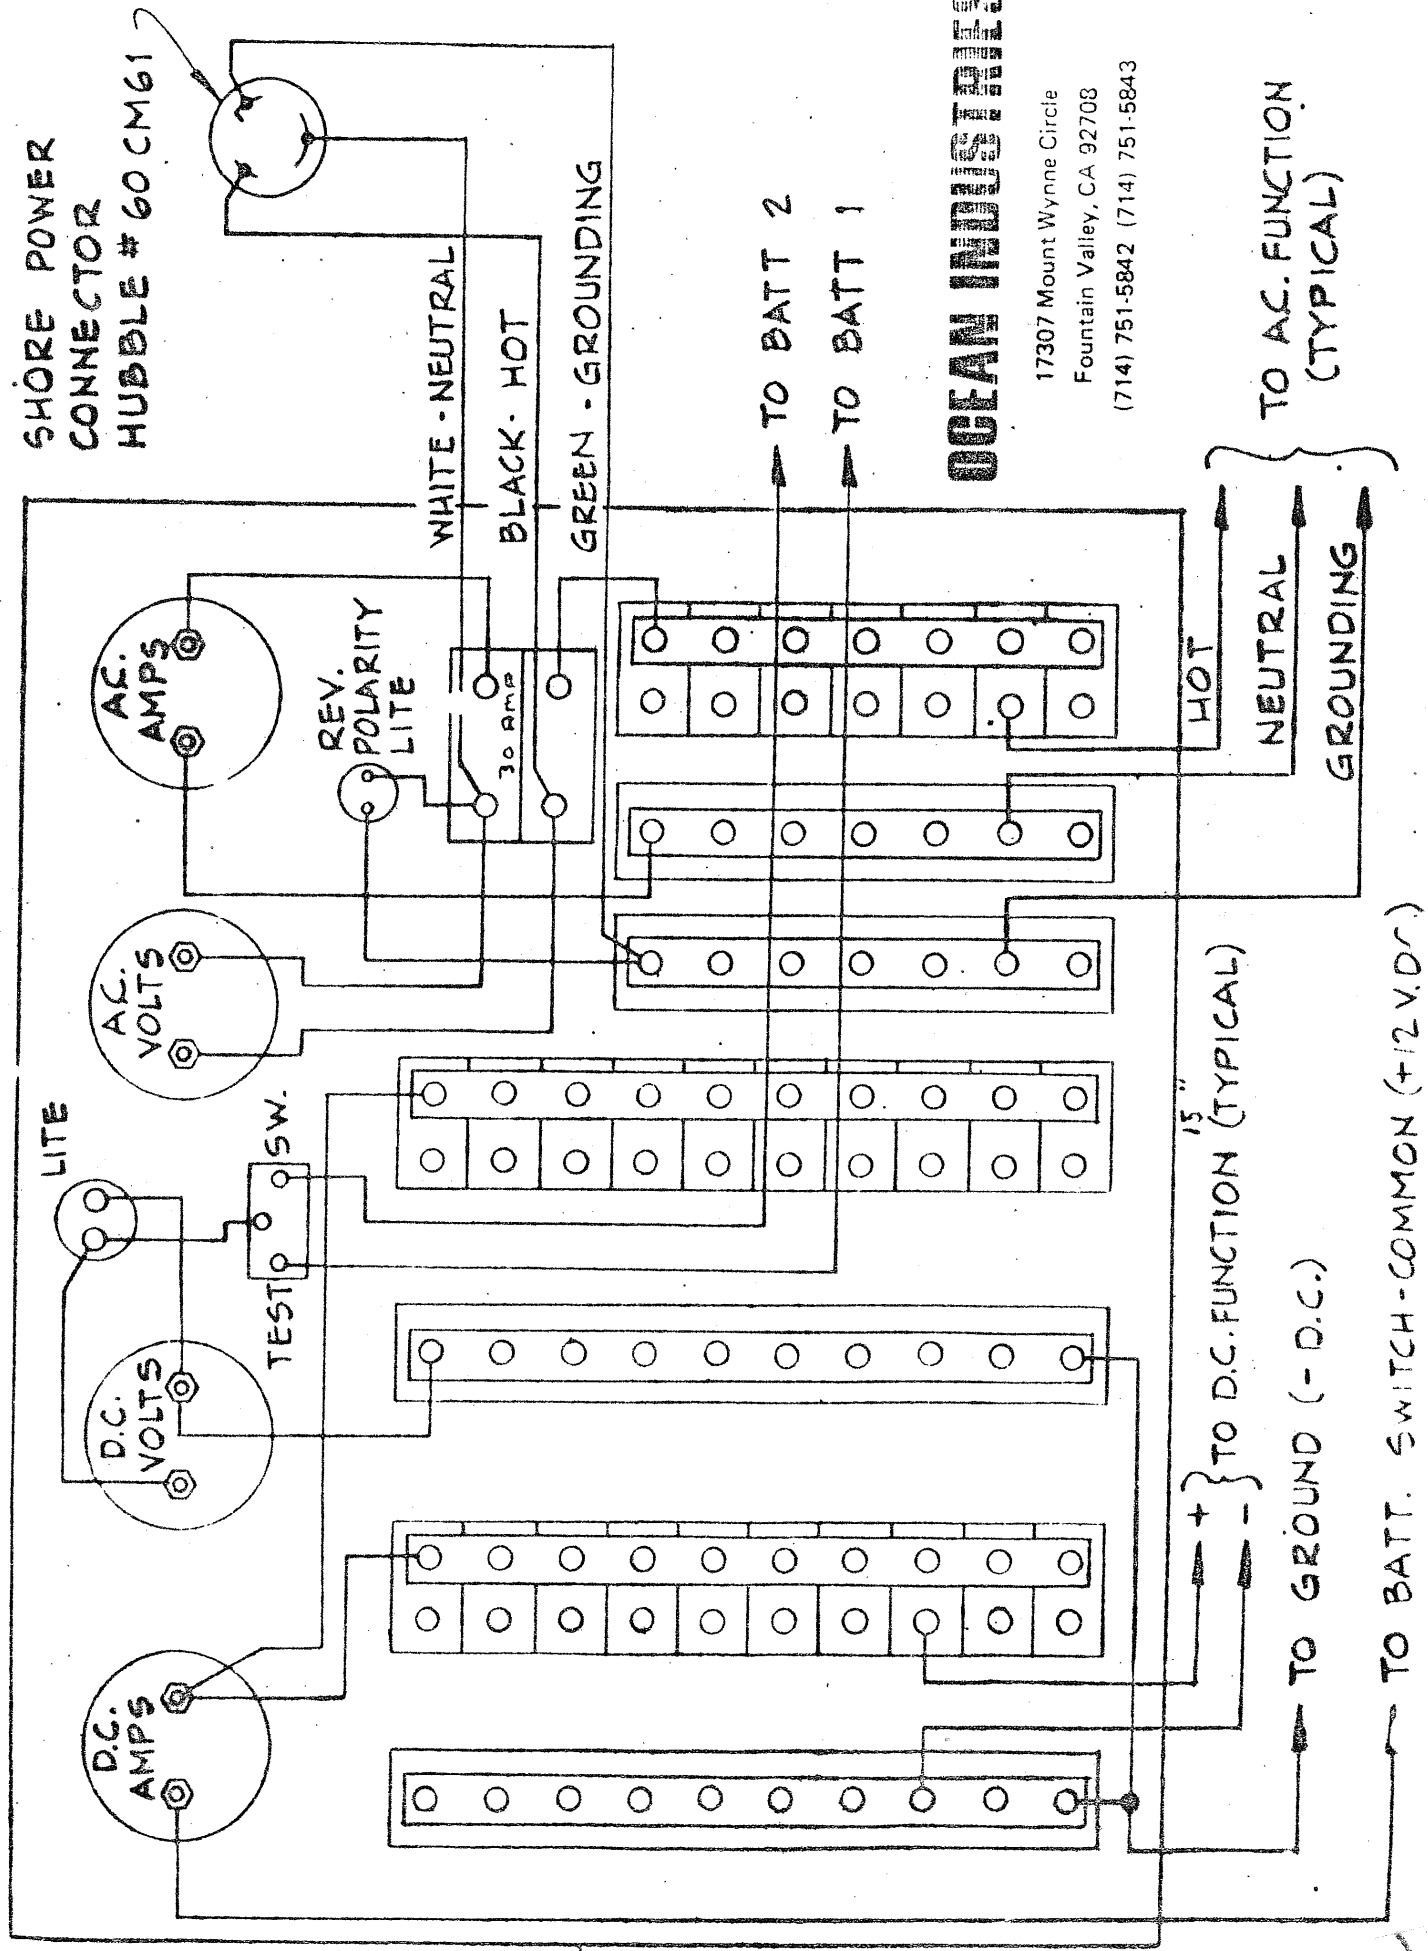 SHORE POWER
CONNECTOR
HUBBLE # 60 CM61
A.C.
AMPS
REV.
POLARITY
LITE
30 AMP
WHITE - NEUTRAL
BLACK - HOT
GREEN - GROUNDING
A.C.
VOLTS
LITE
TEST SW.
D.C.
VOLTS
D.C.
AMPS
TO BATT 2
TO BATT 1
OCEAN INDUSTRIES
17307 Mount Wynne Circle
Fountain Valley, CA 92708
(714) 751-5842 (714) 751-5843
HOT
NEUTRAL
GROUNDING
TO A.C. FUNCTION
(TYPICAL)
15"
+
-
TO D.C. FUNCTION (TYPICAL)
TO GROUND (- D.C.)
TO BATT. SWITCH-COMMON (+12 V.DC)